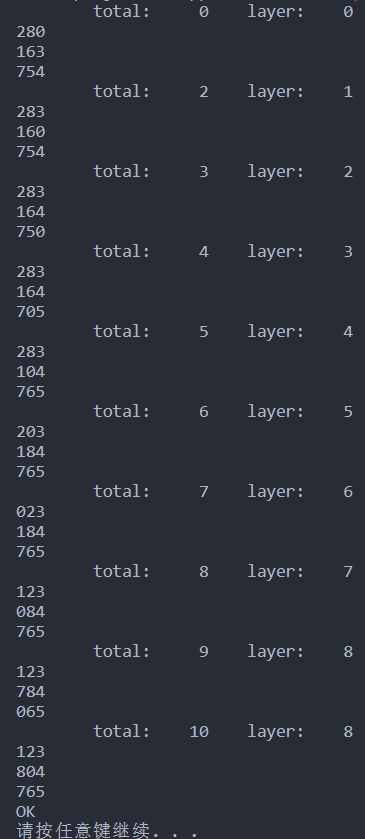 total: 0 layer: 0
280
163
754
total: 2 layer: 1
283
160
754
total: 3 layer: 2
283
164
750
total: 4 layer: 3
283
164
705
total: 5 layer: 4
283
104
765
total: 6 layer: 5
203
184
765
total: 7 layer: 6
023
184
765
total: 8 layer: 7
123
084
765
total: 9 layer: 8
123
784
065
total: 10 layer: 8
123
804
765
OK
请按任意键继续. . .